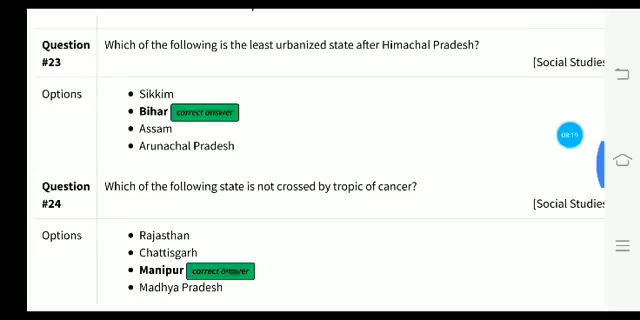 Question Which of the following is the least urbanized state after Himachal Pradesh?
#23 [Social Studies
Options • Sikkim
• Bihar correct answer
• Assam
• Arunachal Pradesh
Question Which of the following state is not crossed by tropic of cancer?
#24 [Social Studies
Options • Rajasthan
• Chattisgarh
• Manipur correct answer
• Madhya Pradesh
08:19